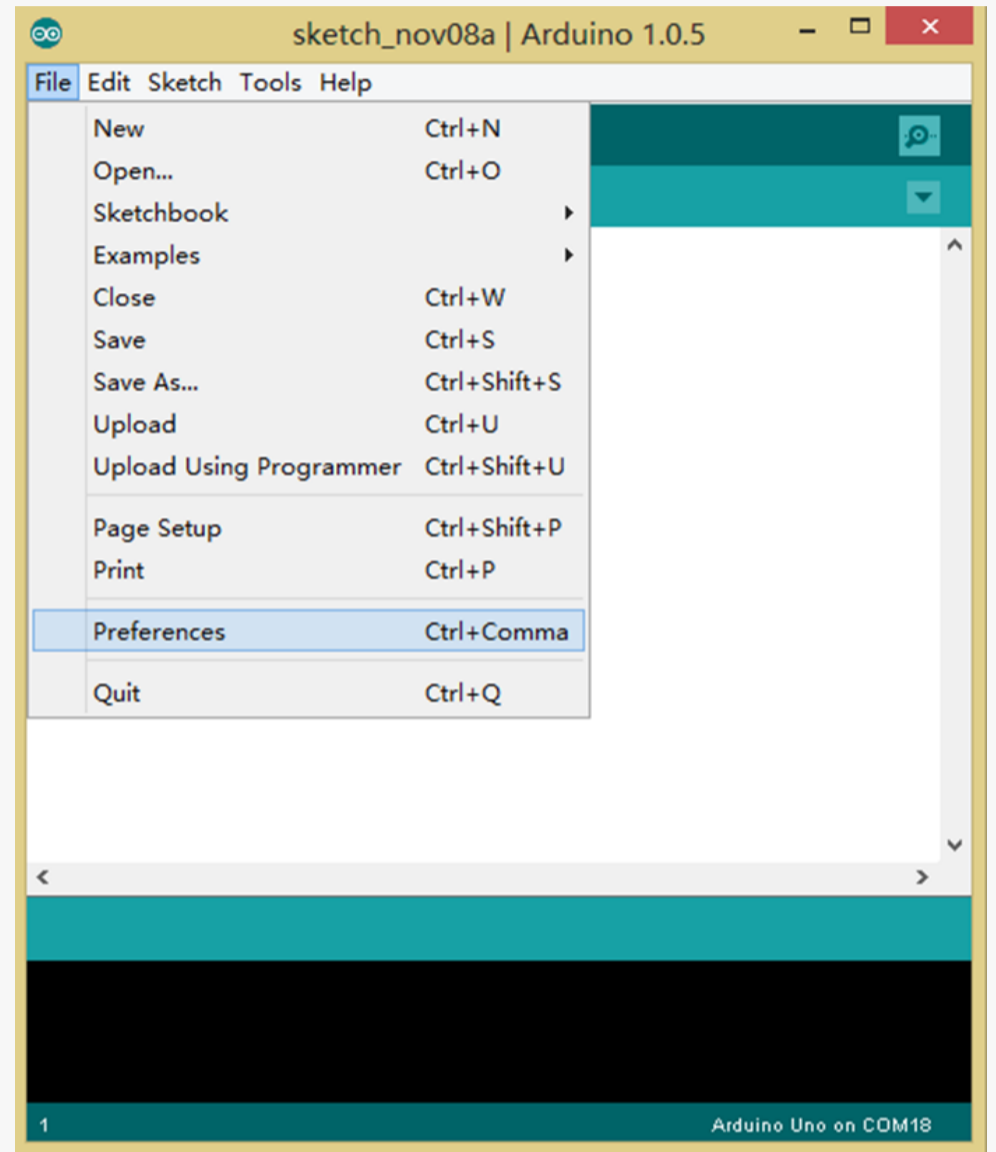 sketch_nov08a | Arduino 1.0.5
File Edit Sketch Tools Help
New Ctrl+N
Open... Ctrl+O
Sketchbook
Examples
Close Ctrl+W
Save Ctrl+S
Save As... Ctrl+Shift+S
Upload Ctrl+U
Upload Using Programmer Ctrl+Shift+U
Page Setup Ctrl+Shift+P
Print Ctrl+P
Preferences Ctrl+Comma
Quit Ctrl+Q
1 Arduino Uno on COM18